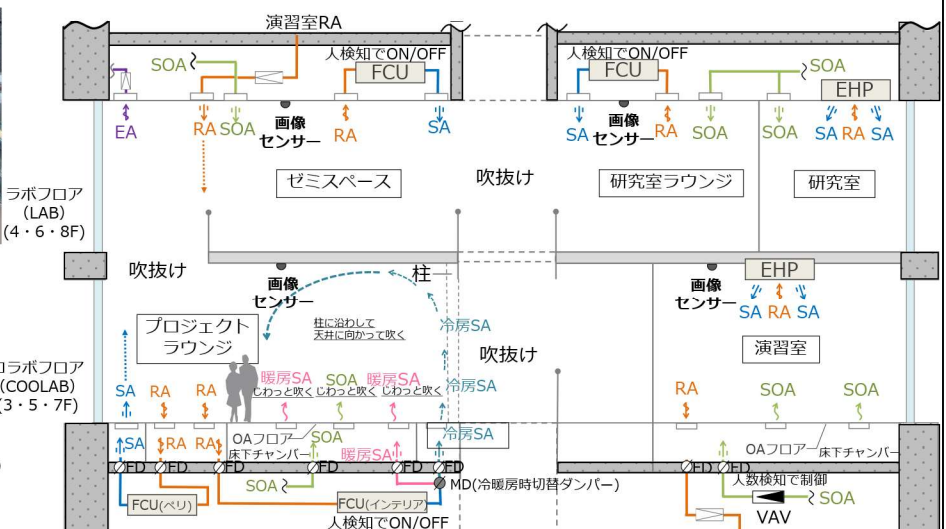 演習室RA
人検知でON/OFF
人検知でON/OFF
SOA
FCU
FCU
SOA
EHP
EA
RA
SOA
画像
センサー
RA
SA
SA
画像
センサー
RA
SOA
SOA
SA
RA
SA
ゼミスペース
吹抜け
研究室ラウンジ
研究室
ラボフロア
(LAB)
(4・6・8F)
吹抜け
画像
センサー
柱
画像
センサー
EHP
SA
RA
SA
プロジェクト
ラウンジ
柱に沿わして
天井に向かって吹く
冷房SA
吹抜け
演習室
コラボフロア
(COOLAB)
(3・5・7F)
SA
RA
RA
暖房SA
SOA
暖房SA
冷房SA
じわっと吹く
じわっと吹く
じわっと吹く
RA
SOA
SOA
SA
RA
RA
OAフロア
床下チャンバー
SOA
暖房SA
冷房SA
OAフロア
床下チャンバー
FD
FD
FD
FD
FD
FD
FD
FD
FCU(ペリ)
SOA
FCU(インテリア)
MD(冷暖房時切替ダンパー)
人数検知で制御
SOA
VAV
人検知でON/OFF